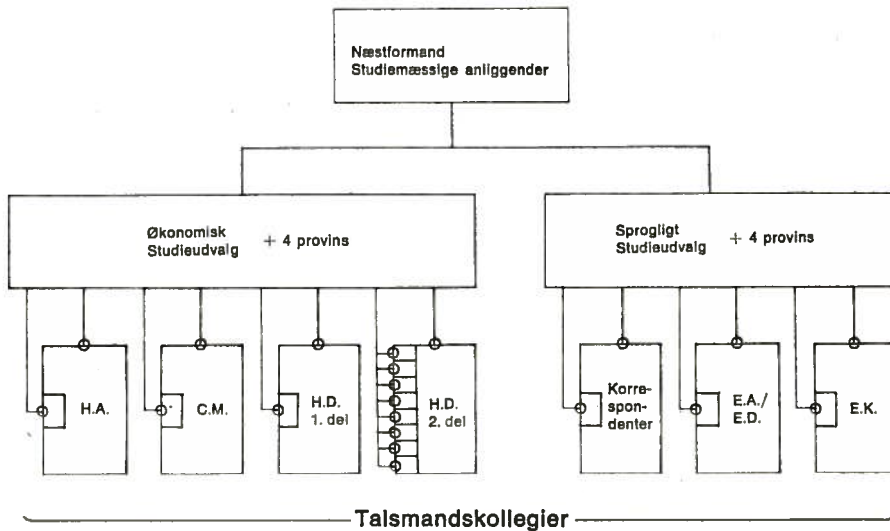 Næstformand
Studiemæssige anliggender
Økonomisk
Studieudvalg + 4 provins
Sprogligt
Studieudvalg + 4 provins
H.A.
C.M.
H.D.
1. del
H.D.
2. del
Korre-
spon-
denter
E.A./
E.D.
E.K.
Talsmandskollegier